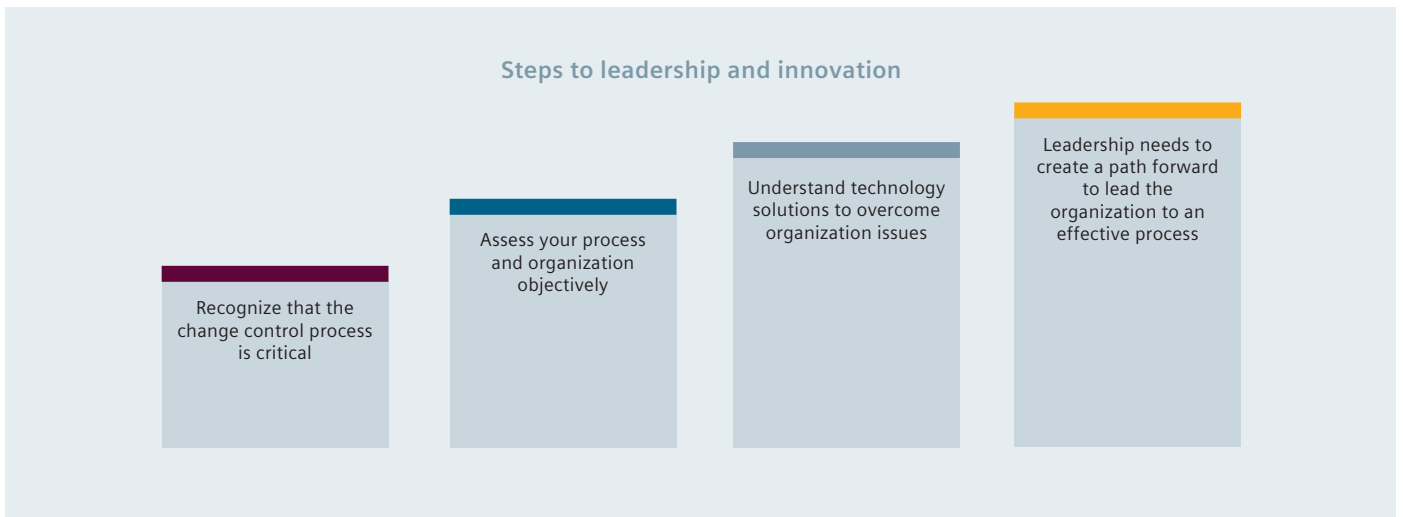 Steps to leadership and innovation
Recognize that the
change control process
is critical
Assess your process
and organization
objectively
Understand technology
solutions to overcome
organization issues
Leadership needs to
create a path forward
to lead the
organization to an
effective process